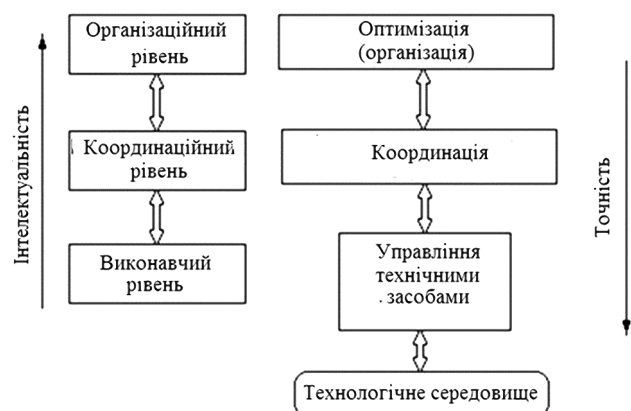 Інтелектуальність
Організаційний
рівень
Координаційний
рівень
Виконавчий
рівень
Оптимізація
(організація)
Координація
Управління
технічними
засобами
Технологічне середовище
Точність